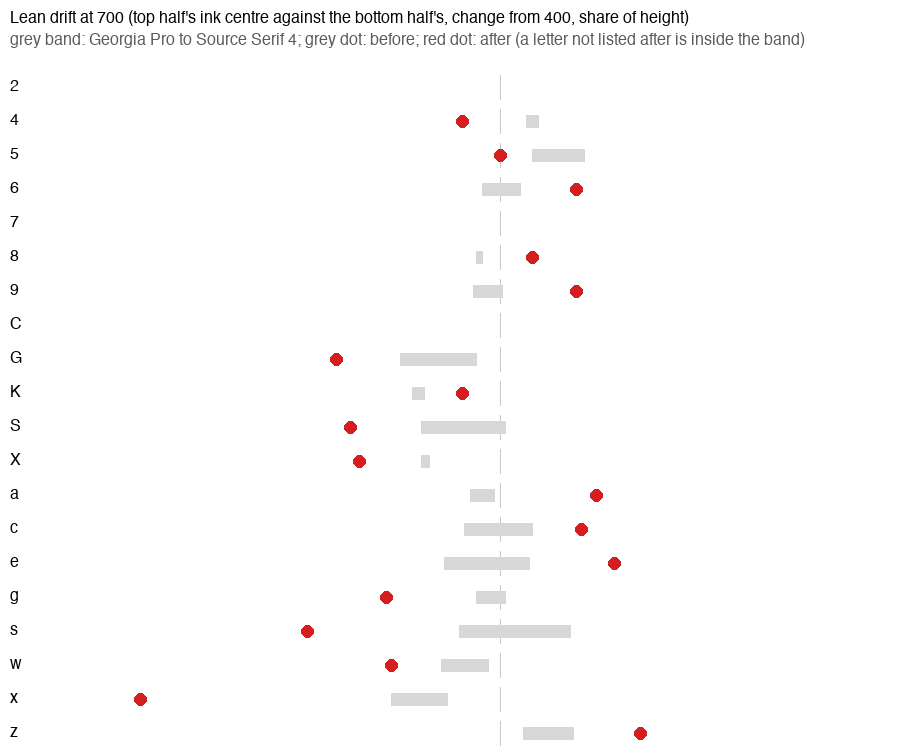 Lean drift at 700 (top half's ink centre against the bottom half's, change from 400, share of height)
grey band: Georgia Pro to Source Serif 4; grey dot: before; red dot: after (a letter not listed after is inside the band)
2
4
5
6
7
8
9
C
G
K
S
X
a
c
e
g
s
w
x
z